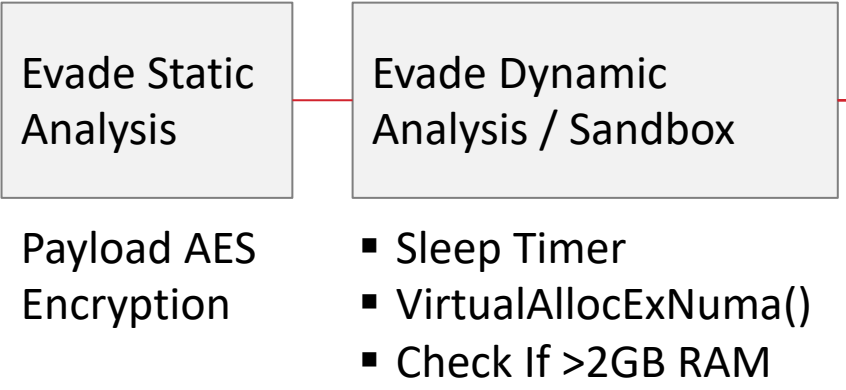 Evade Static
Analysis
Evade Dynamic
Analysis / Sandbox
Payload AES
Encryption
▪ Sleep Timer
▪ VirtualAllocExNuma()
▪ Check If >2GB RAM